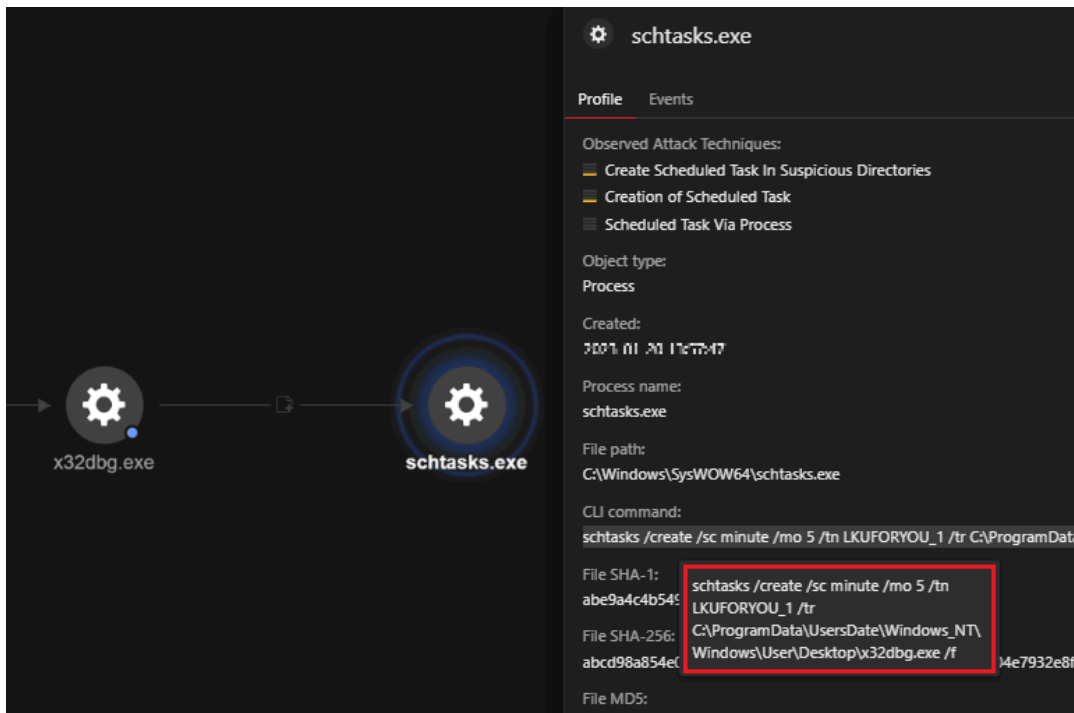 schtasks.exe
Profile Events
Observed Attack Techniques:
Create Scheduled Task In Suspicious Directories
Creation of Scheduled Task
Scheduled Task Via Process
Object type:
Process
Created:
Process name:
schtasks.exe
File path:
C:\Windows\SysWOW64\schtasks.exe
CLI command:
schtasks /create /sc minute /mo 5 /tn LKUFORYOU_1 /tr C:\ProgramDat
File SHA-1:
abe9a4c4b549
schtasks /create /sc minute /mo 5 /tn
LKUFORYOU_1 /tr
C:\ProgramData\UsersDate\Windows_NT\
Windows\User\Desktop\x32dbg.exe /f
File SHA-256:
abcd98a854e 04e7932e8f
File MD5:
x32dbg.exe
schtasks.exe